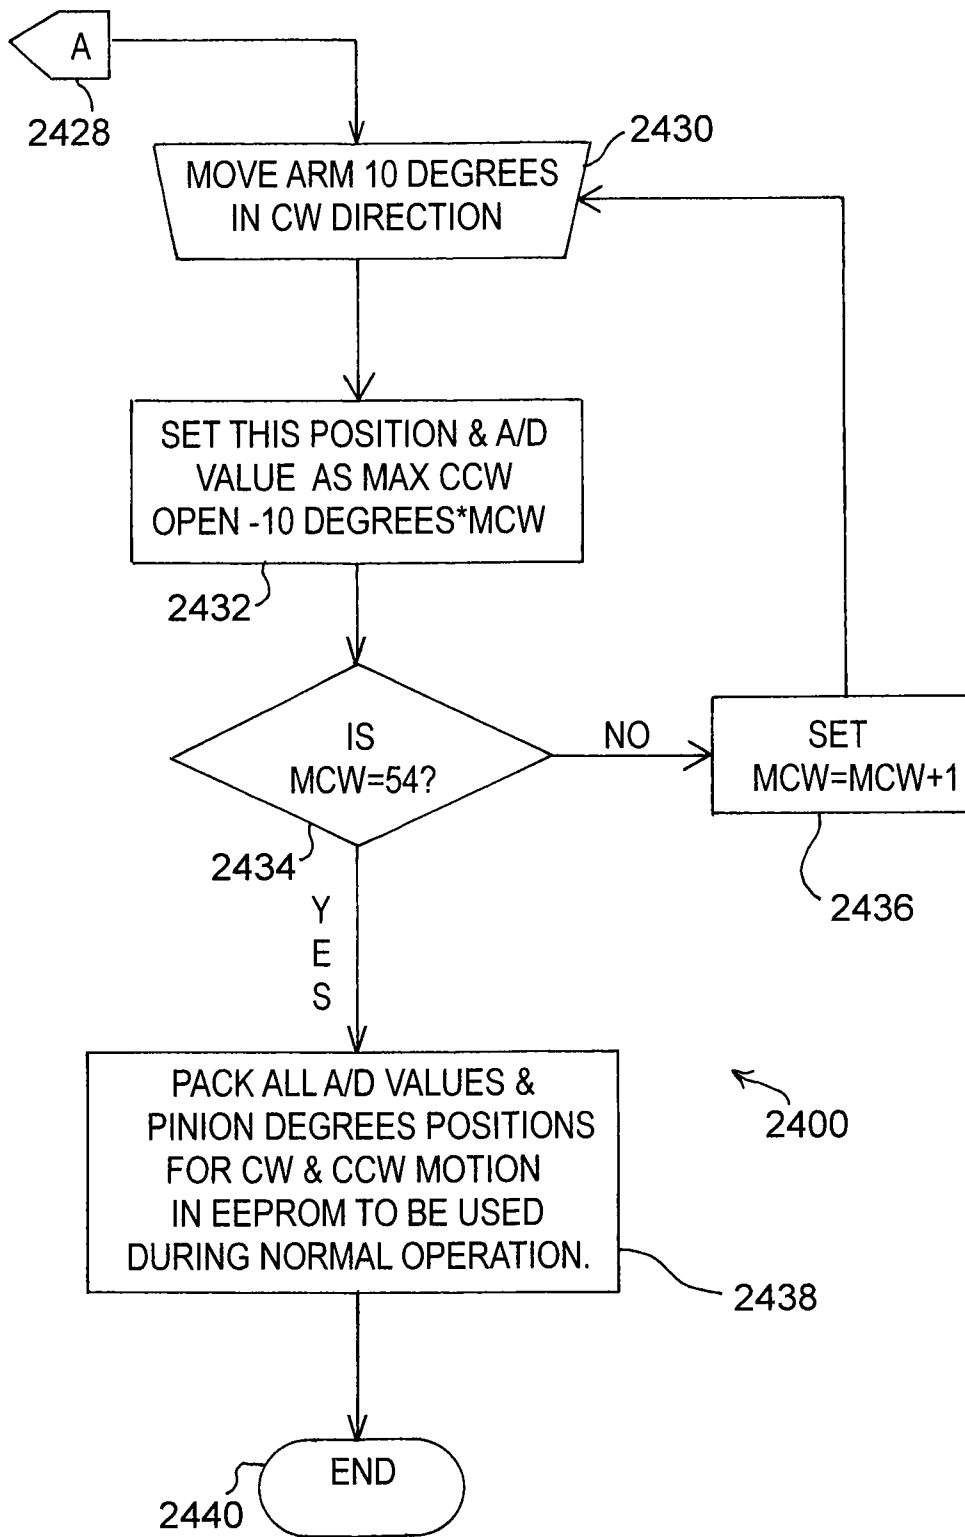 A
2428
2430
MOVE ARM 10 DEGREES
IN CW DIRECTION
SET THIS POSITION & A/D
VALUE AS MAX CCW
OPEN -10 DEGREES*MCW
2432
IS
MCW=54?
2434
NO
SET
MCW=MCW+1
2436
YES
PACK ALL A/D VALUES &
PINION DEGREES POSITIONS
FOR CW & CCW MOTION
IN EEPROM TO BE USED
DURING NORMAL OPERATION.
2438
2400
END
2440